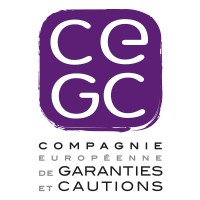 ce
GC
COMPAGNIE
EUROPÉENNE
DE GARANTIES
ET CAUTIONS